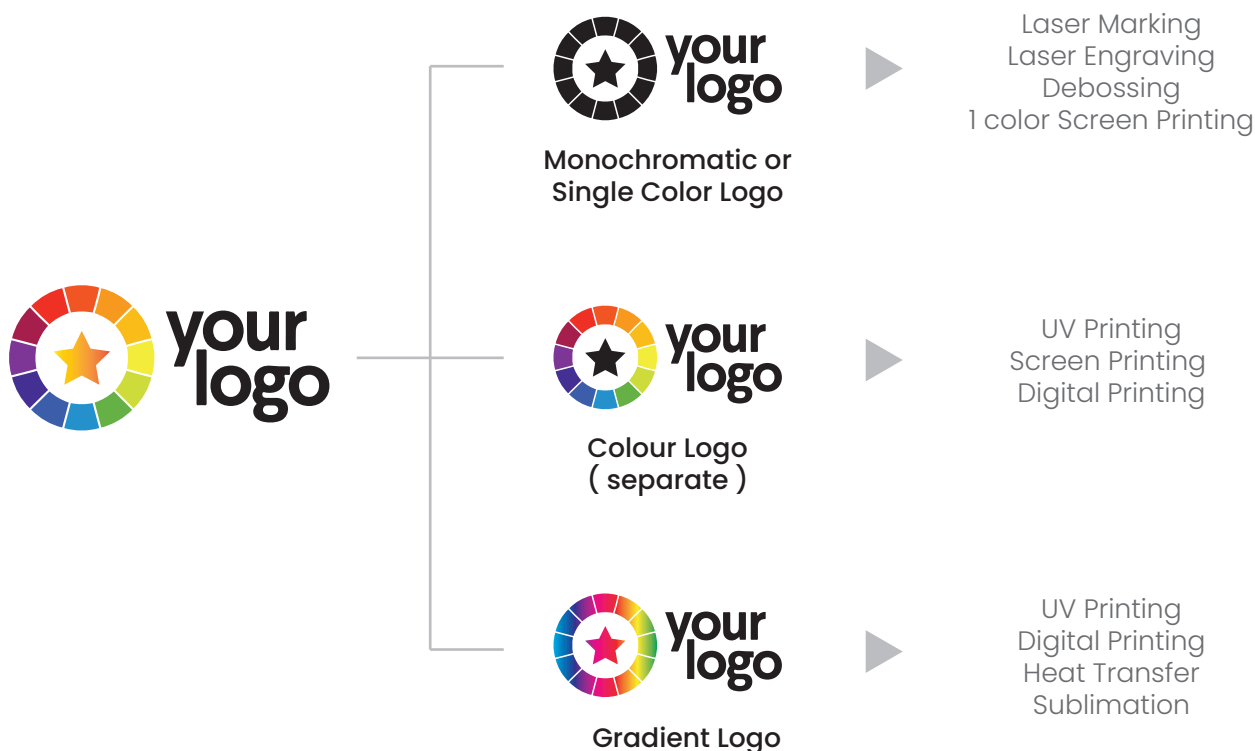 your
logo
your
logo
Monochromatic or
Single Color Logo
Laser Marking
Laser Engraving
Debossing
1 color Screen Printing
your
logo
Colour Logo
( separate )
UV Printing
Screen Printing
Digital Printing
your
logo
Gradient Logo
UV Printing
Digital Printing
Heat Transfer
Sublimation